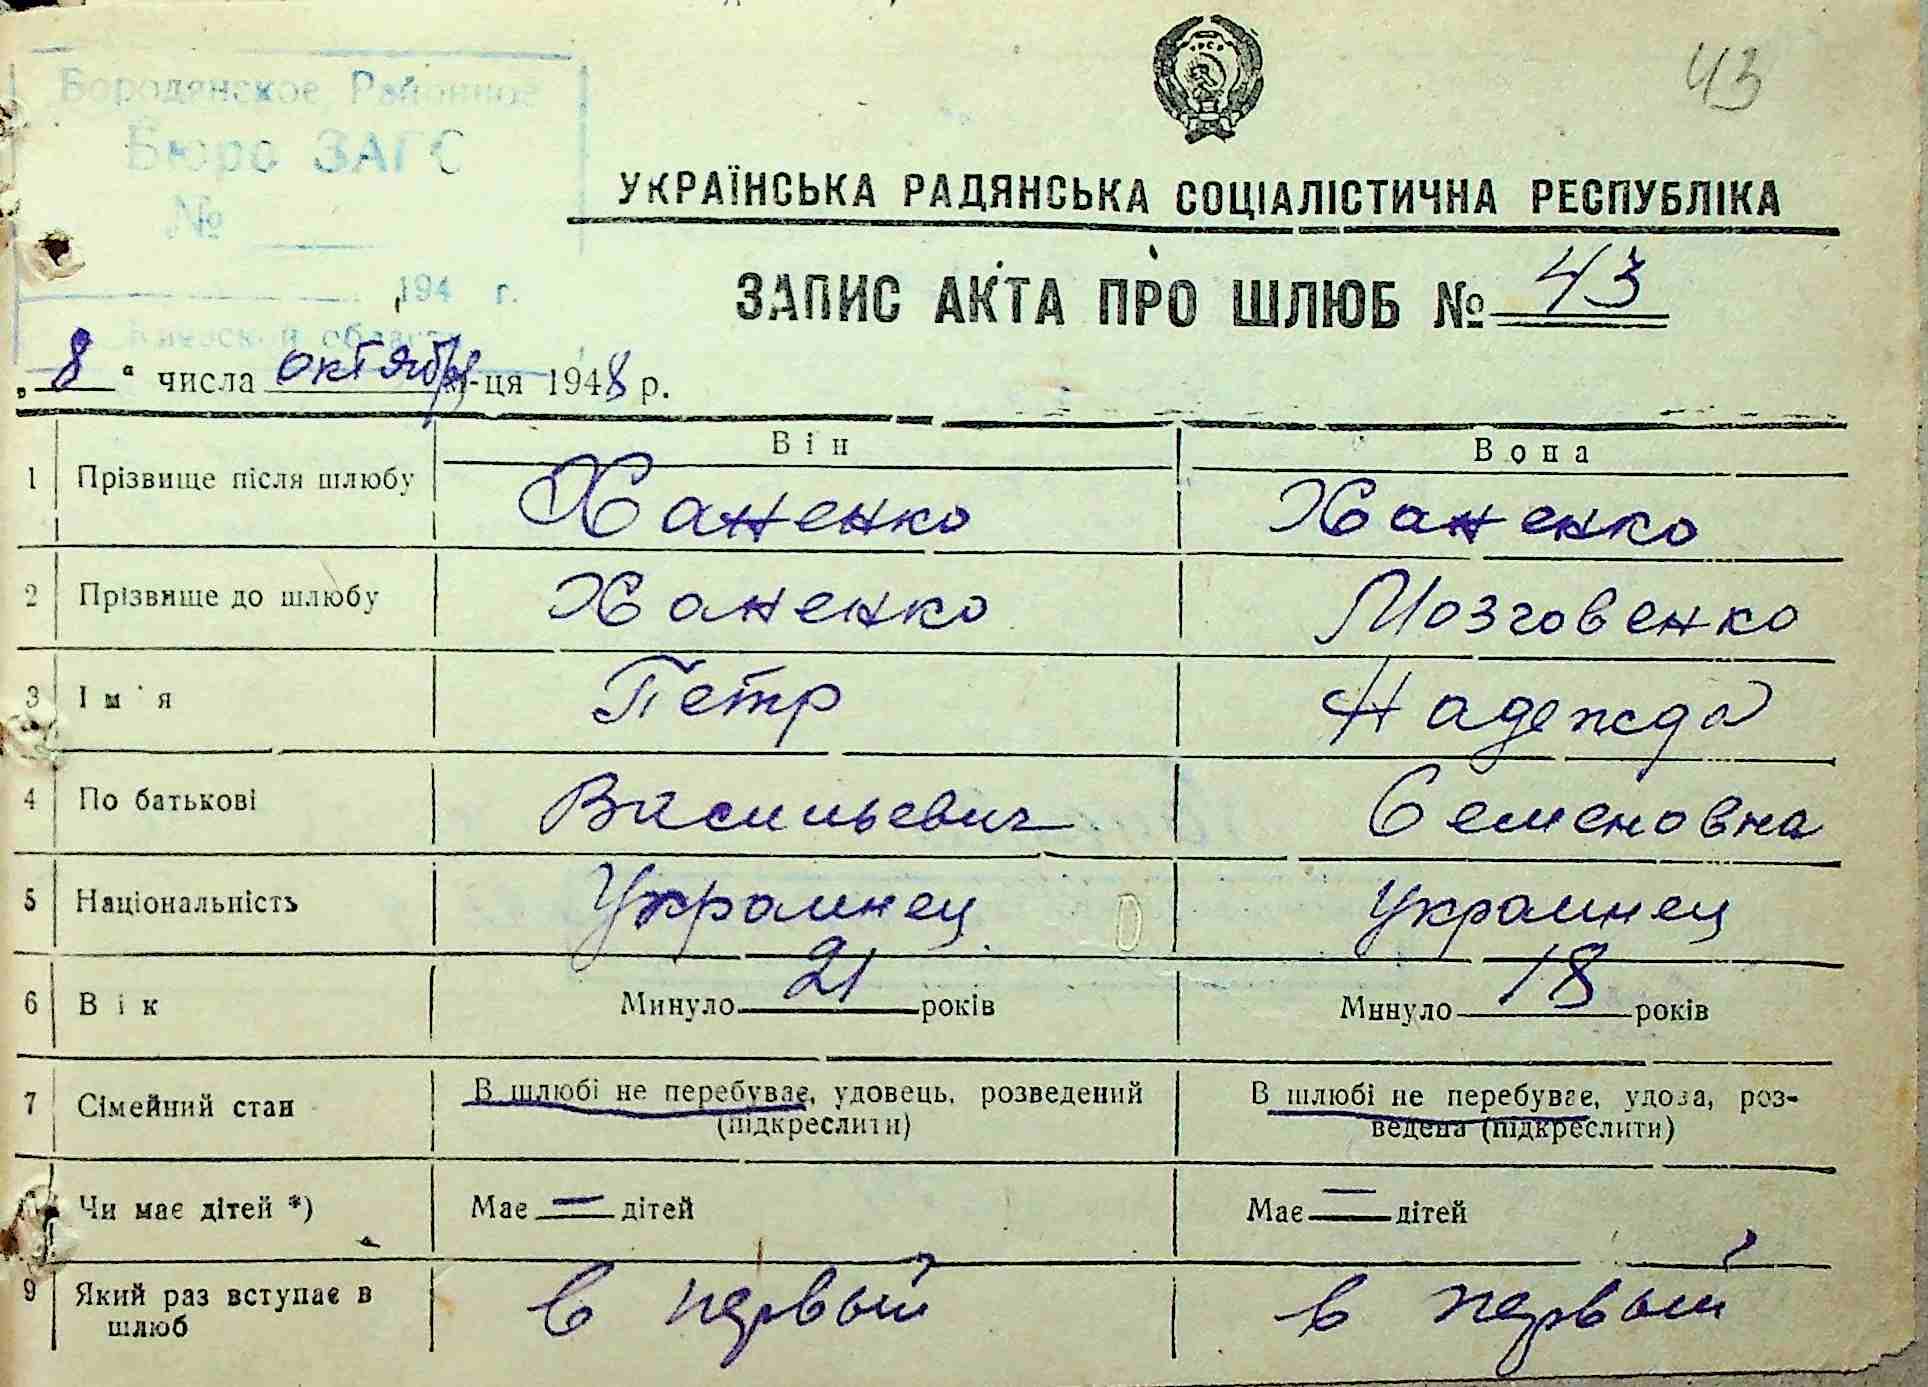 43
Бородянское Районное
Бюро ЗАГС
№
194 г.
Киевской области
УКРАЇНСЬКА РАДЯНСЬКА СОЦІАЛІСТИЧНА РЕСПУБЛІКА
ЗАПИС АКТА ПРО ШЛЮБ № 43
„8“ числа октября м-ця 1948 р.
Він Вона
1 Прізвище після шлюбу Ханенко Ханенко
2 Прізвище до шлюбу Ханенко Мозговенко
3 Ім'я Петр Надежда
4 По батькові Васильевич Семеновна
5 Національність Украинец Украинец
6 Вік Минуло 21 років Минуло 18 років
7 Сімейний стан В шлюбі не перебуває, удовець, розведений В шлюбі не перебуває, удова, роз-
(підкреслити) ведена (підкреслити)
Чи має дітей *) Має — дітей Має — дітей
9 Який раз вступає в в первый в первый
шлюб